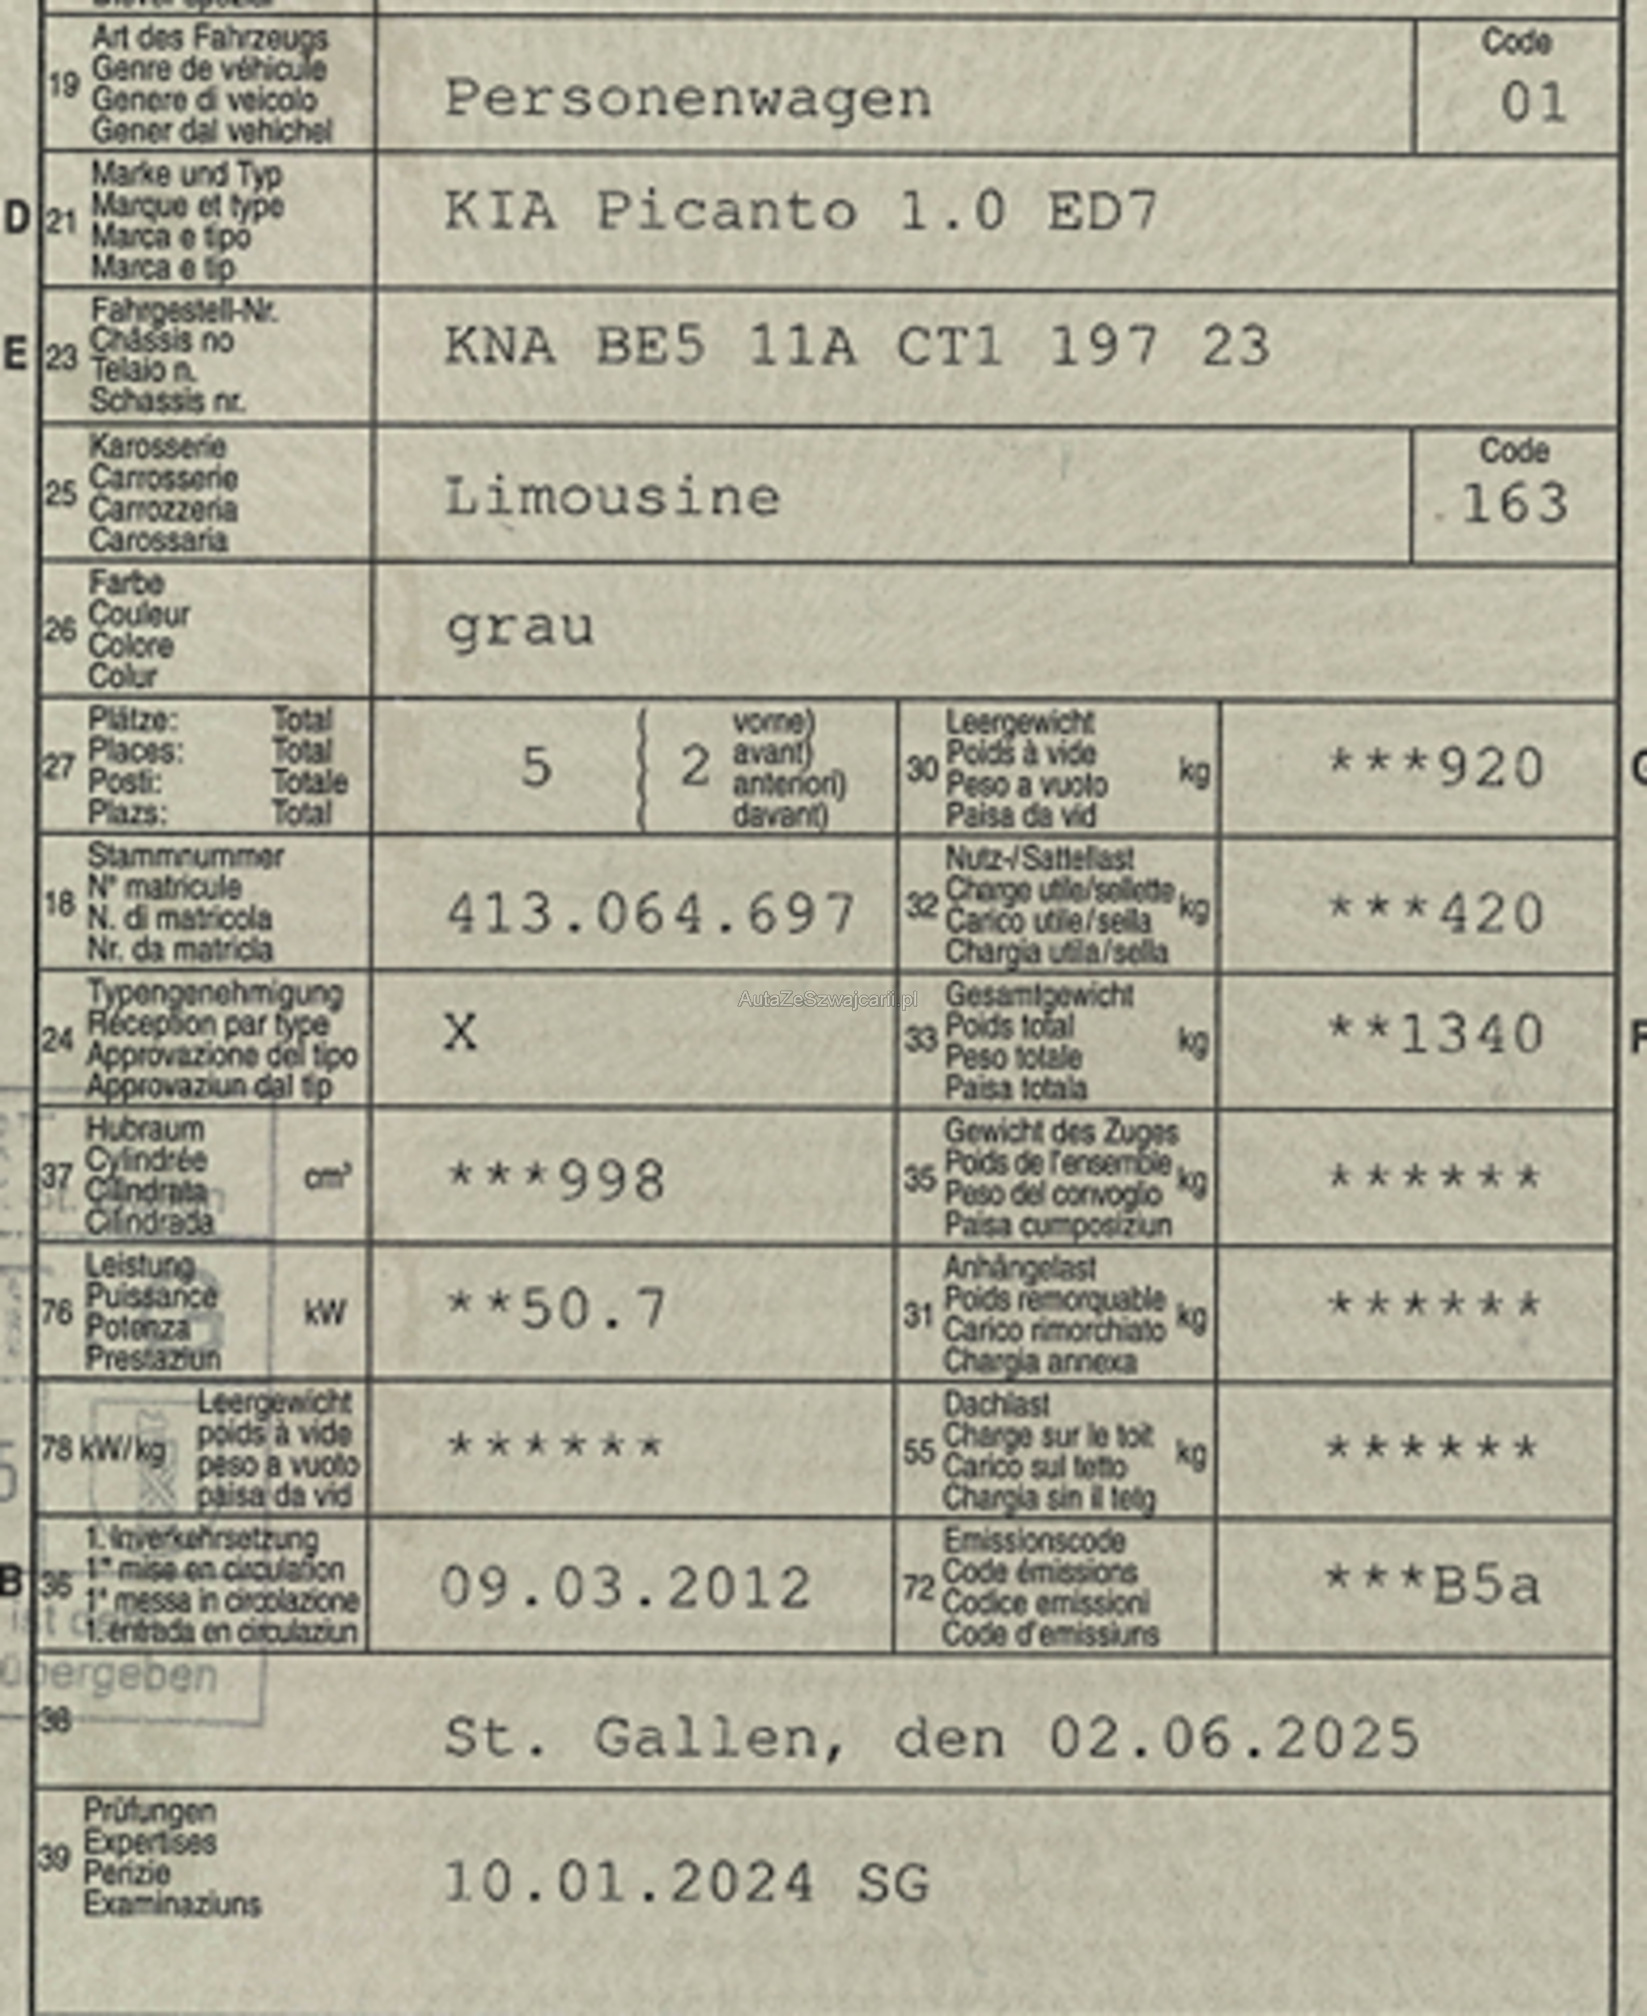 19 Art des Fahrzeugs
Genre de véhicule
Genere di veicolo
Gener dal vehichel
Personenwagen
Code
01
D 21 Marke und Typ
Marque et type
Marca e tipo
Marca e tip
KIA Picanto 1.0 ED7
E 23 Fahrgestell-Nr.
Châssis no
Telaio n.
Schassis nr.
KNA BE5 11A CT1 197 23
25 Karosserie
Carrosserie
Carrozzeria
Carossaria
Limousine
Code
163
26 Farbe
Couleur
Colore
Colur
grau
27 Plätze: Total
Places: Total
Posti: Totale
Plazs: Total
5 ( 2 vorne)
avant)
anteriori)
davant)
30 Leergewicht
Poids à vide
Peso a vuoto
Paisa da vid
kg
***920
18 Stammnummer
N° matricule
N. di matricola
Nr. da matricla
413.064.697
32 Nutz-/Sattellast
Charge utile/sellette
Carico utile/sella
Chargia utila/sella
kg
***420
24 Typengenehmigung
Réception par type
Approvazione del tipo
Approvaziun dal tip
X
AutaZeSzwajcarii.pl
33 Gesamtgewicht
Poids total
Peso totale
Paisa totala
kg
**1340
37 Hubraum
Cylindrée
Cilindrata
Cilindrada
cm³
***998
35 Gewicht des Zuges
Poids de l'ensemble
Peso del convoglio
Paisa cumposiziun
kg
******
76 Leistung
Puissance
Potenza
Prestaziun
kW
**50.7
31 Anhängelast
Poids remorquable
Carico rimorchiato
Chargia annexa
kg
******
78 kW/kg
Leergewicht
poids à vide
peso a vuoto
paisa da vid
******
55 Dachlast
Charge sur le toit
Carico sul tetto
Chargia sin il tetg
kg
******
B 36 1. Inverkehrsetzung
1re mise en circulation
1a messa in circolazione
1. entrada en circulaziun
09.03.2012
72 Emissionscode
Code émissions
Codice emissioni
Code d'emissiuns
***B5a
übergeben
38
St. Gallen, den 02.06.2025
39 Prüfungen
Expertises
Perizie
Examinaziuns
10.01.2024 SG